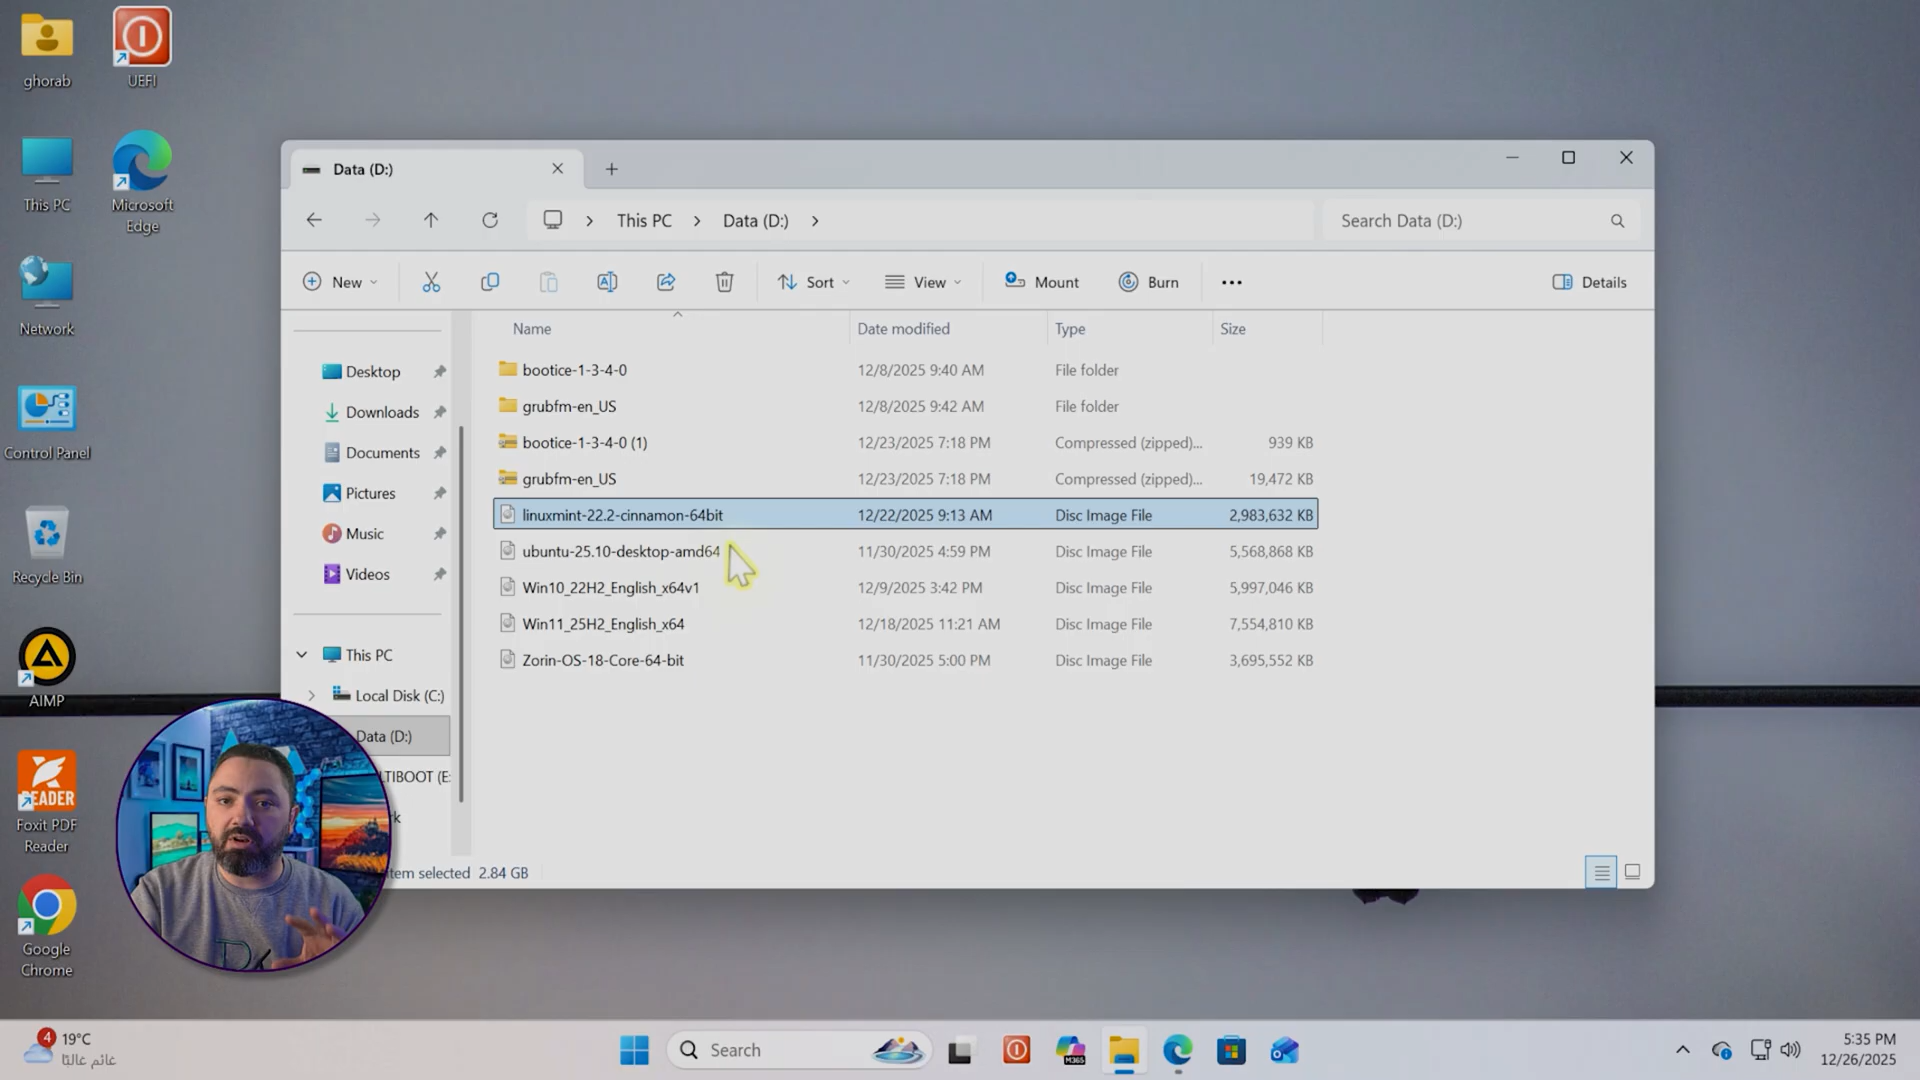 ghorab
UEFI
This PC
Microsoft
Edge
Network
Control Panel
Recycle Bin
AIMP
READER
Foxit PDF
Reader
Google
Chrome
Data (D:)
This PC
Data (D:)
Search Data (D:)
New
Sort
View
Mount
Burn
Details
Name Date modified Type Size
Desktop
Downloads
Documents
Pictures
Music
Videos
This PC
Local Disk (C:)
Data (D:)
LTIBOOT (E:
rk
bootice-1-3-4-0 12/8/2025 9:40 AM File folder
grubfm-en_US 12/8/2025 9:42 AM File folder
bootice-1-3-4-0 (1) 12/23/2025 7:18 PM Compressed (zipped)... 939 KB
grubfm-en_US 12/23/2025 7:18 PM Compressed (zipped)... 19,472 KB
linuxmint-22.2-cinnamon-64bit 12/22/2025 9:13 AM Disc Image File 2,983,632 KB
ubuntu-25.10-desktop-amd64 11/30/2025 4:59 PM Disc Image File 5,568,868 KB
Win10_22H2_English_x64v1 12/9/2025 3:42 PM Disc Image File 5,997,046 KB
Win11_25H2_English_x64 12/18/2025 11:21 AM Disc Image File 7,554,810 KB
Zorin-OS-18-Core-64-bit 11/30/2025 5:00 PM Disc Image File 3,695,552 KB
tem selected 2.84 GB
4
19°C
غائم غالبًا
Search
M365
5:35 PM
12/26/2025